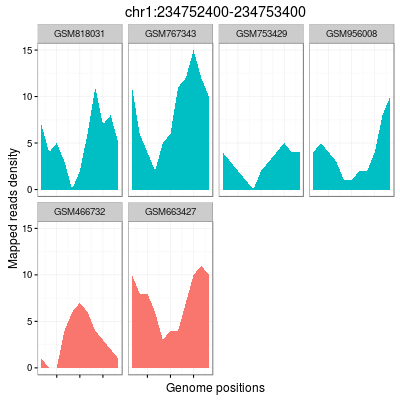 chr1:234752400-234753400
GSM818031 GSM767343 GSM753429 GSM956008
15
10
5
0
GSM466732 GSM663427
15
10
5
0
Mapped reads density
Genome positions